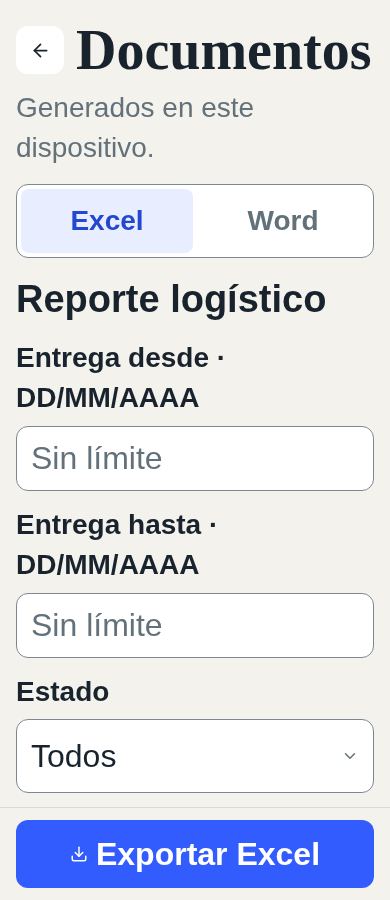 Documentos
Generados en este
dispositivo.
Excel
Word
Reporte logístico
Entrega desde ·
DD/MM/AAAA
Sin límite
Entrega hasta ·
DD/MM/AAAA
Sin límite
Estado
Todos
Exportar Excel